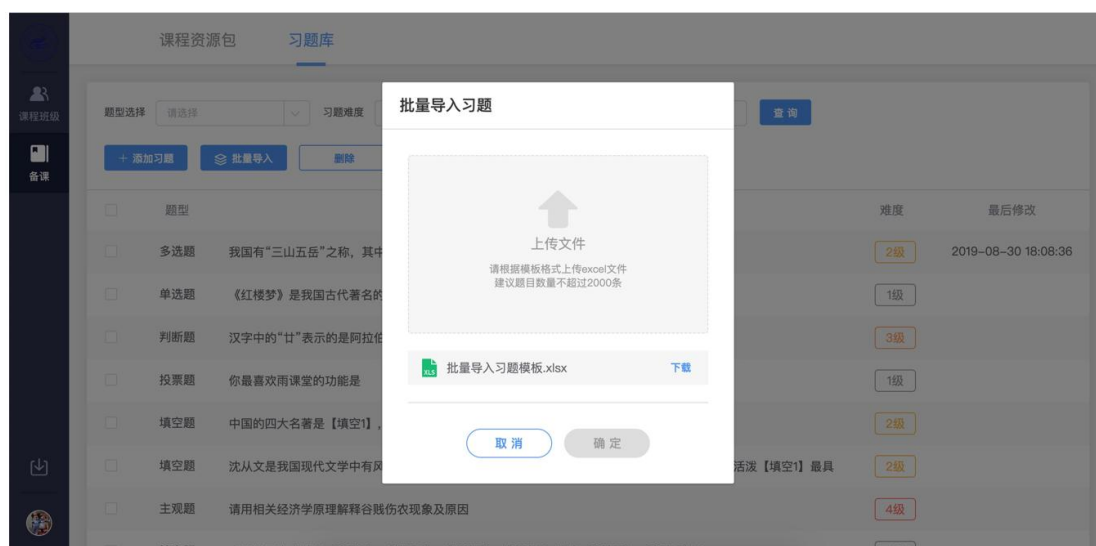 课程资源包 习题库
课程班级
备课
题型选择 请选择 习题难度 查询
+ 添加习题 批量导入 删除
批量导入习题
上传文件
请根据模板格式上传excel文件
建议题目数量不超过2000条
XLS 批量导入习题模板.xlsx 下载
取消 确定
题型 难度 最后修改
多选题 我国有“三山五岳”之称，其中 2级 2019-08-30 18:08:36
单选题 《红楼梦》是我国古代著名的 1级
判断题 汉字中的“廿”表示的是阿拉伯 3级
投票题 你最喜欢雨课堂的功能是 1级
填空题 中国的四大名著是【填空1】, 2级
填空题 沈从文是我国现代文学中有风 活泼【填空1】最具 2级
主观题 请用相关经济学原理解释谷贱伤农现象及原因 4级